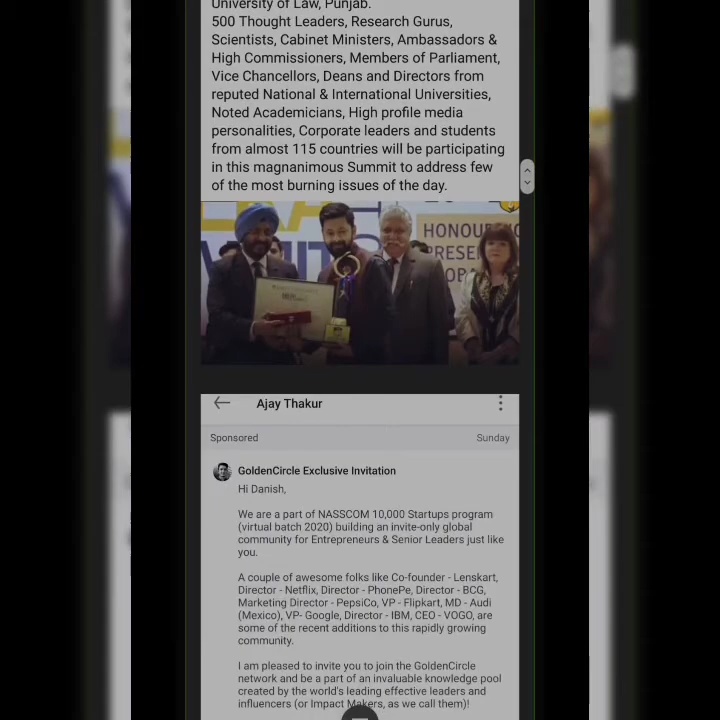 University of Law, Punjab.
500 Thought Leaders, Research Gurus,
Scientists, Cabinet Ministers, Ambassadors &
High Commissioners, Members of Parliament,
Vice Chancellors, Deans and Directors from
reputed National & International Universities,
Noted Academicians, High profile media
personalities, Corporate leaders and students
from almost 115 countries will be participating
in this magnanimous Summit to address few
of the most burning issues of the day.
HONOUR
PRESE
OBA
Ajay Thakur
Sponsored Sunday
GoldenCircle Exclusive Invitation
Hi Danish,
We are a part of NASSCOM 10,000 Startups program
(virtual batch 2020) building an invite-only global
community for Entrepreneurs & Senior Leaders just like
you.
A couple of awesome folks like Co-founder - Lenskart,
Director - Netflix, Director - PhonePe, Director - BCG,
Marketing Director - PepsiCo, VP - Flipkart, MD - Audi
(Mexico), VP- Google, Director - IBM, CEO - VOGO, are
some of the recent additions to this rapidly growing
community.
I am pleased to invite you to join the GoldenCircle
network and be a part of an invaluable knowledge pool
created by the world's leading effective leaders and
influencers (or Impact Makers, as we call them)!